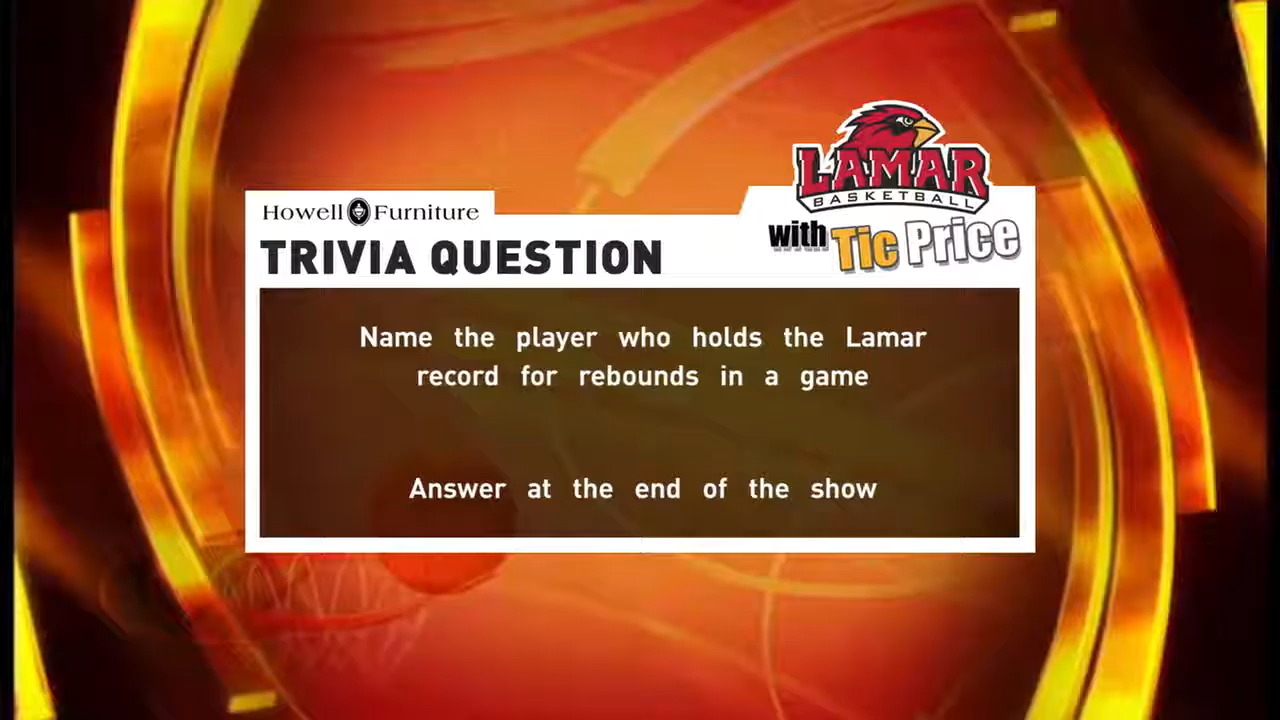 LAMAR
BASKETBALL
Howell Furniture
with Tic Price
TRIVIA QUESTION
Name the player who holds the Lamar
record for rebounds in a game
Answer at the end of the show